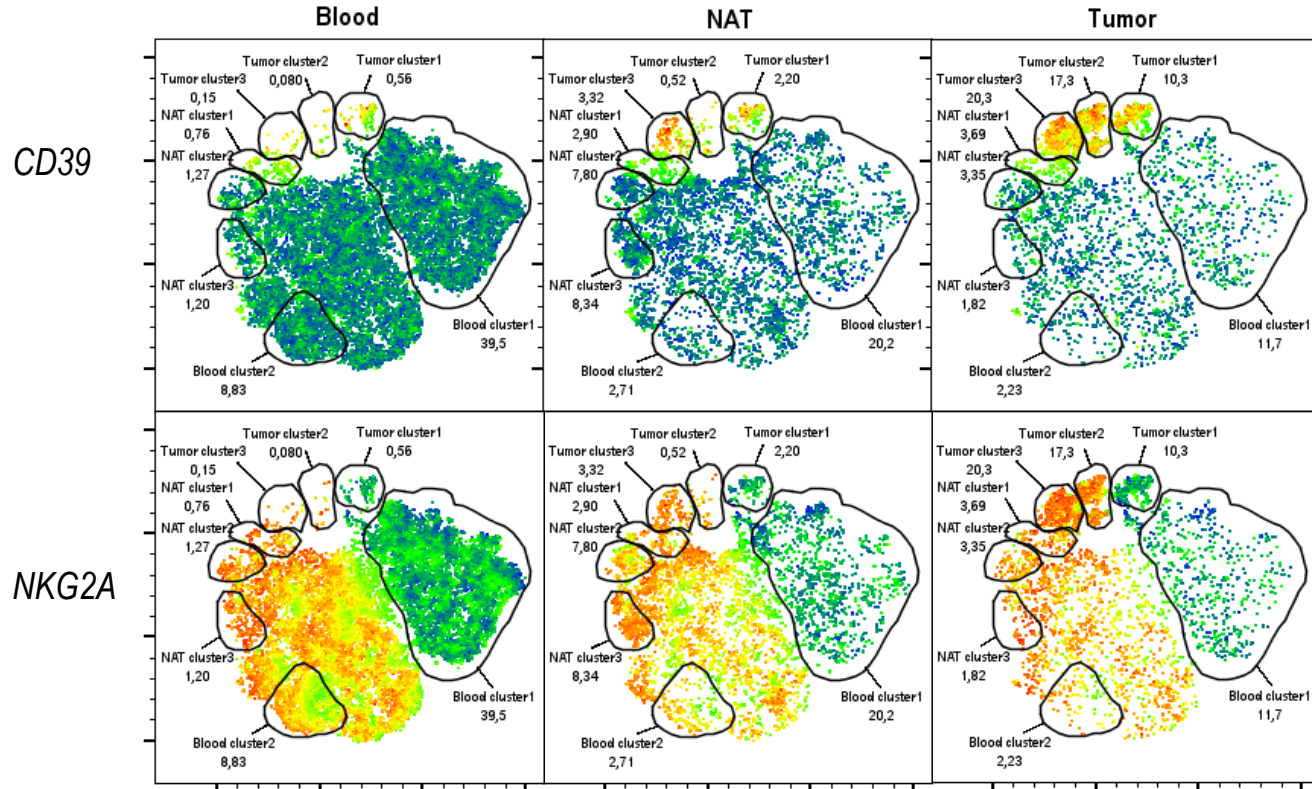 Blood
NAT
Tumor
CD39
Tumor cluster2
0,080
Tumor cluster1
0,56
Tumor cluster3
0,15
NAT cluster1
0,76
NAT cluster2
1,27
NAT cluster3
1,20
Blood cluster1
39,5
Blood cluster2
8,83
Tumor cluster2
0,52
Tumor cluster1
2,20
Tumor cluster3
3,32
NAT cluster1
2,90
NAT cluster2
7,80
NAT cluster3
8,34
Blood cluster1
20,2
Blood cluster2
2,71
Tumor cluster2
17,3
Tumor cluster1
10,3
Tumor cluster3
20,3
NAT cluster1
3,69
NAT cluster2
3,35
NAT cluster3
1,82
Blood cluster1
11,7
Blood cluster2
2,23
NKG2A
Tumor cluster2
0,080
Tumor cluster1
0,56
Tumor cluster3
0,15
NAT cluster1
0,76
NAT cluster2
1,27
NAT cluster3
1,20
Blood cluster1
39,5
Blood cluster2
8,83
Tumor cluster2
0,52
Tumor cluster1
2,20
Tumor cluster3
3,32
NAT cluster1
2,90
NAT cluster2
7,80
NAT cluster3
8,34
Blood cluster1
20,2
Blood cluster2
2,71
Tumor cluster2
17,3
Tumor cluster1
10,3
Tumor cluster3
20,3
NAT cluster1
3,69
NAT cluster2
3,35
NAT cluster3
1,82
Blood cluster1
11,7
Blood cluster2
2,23